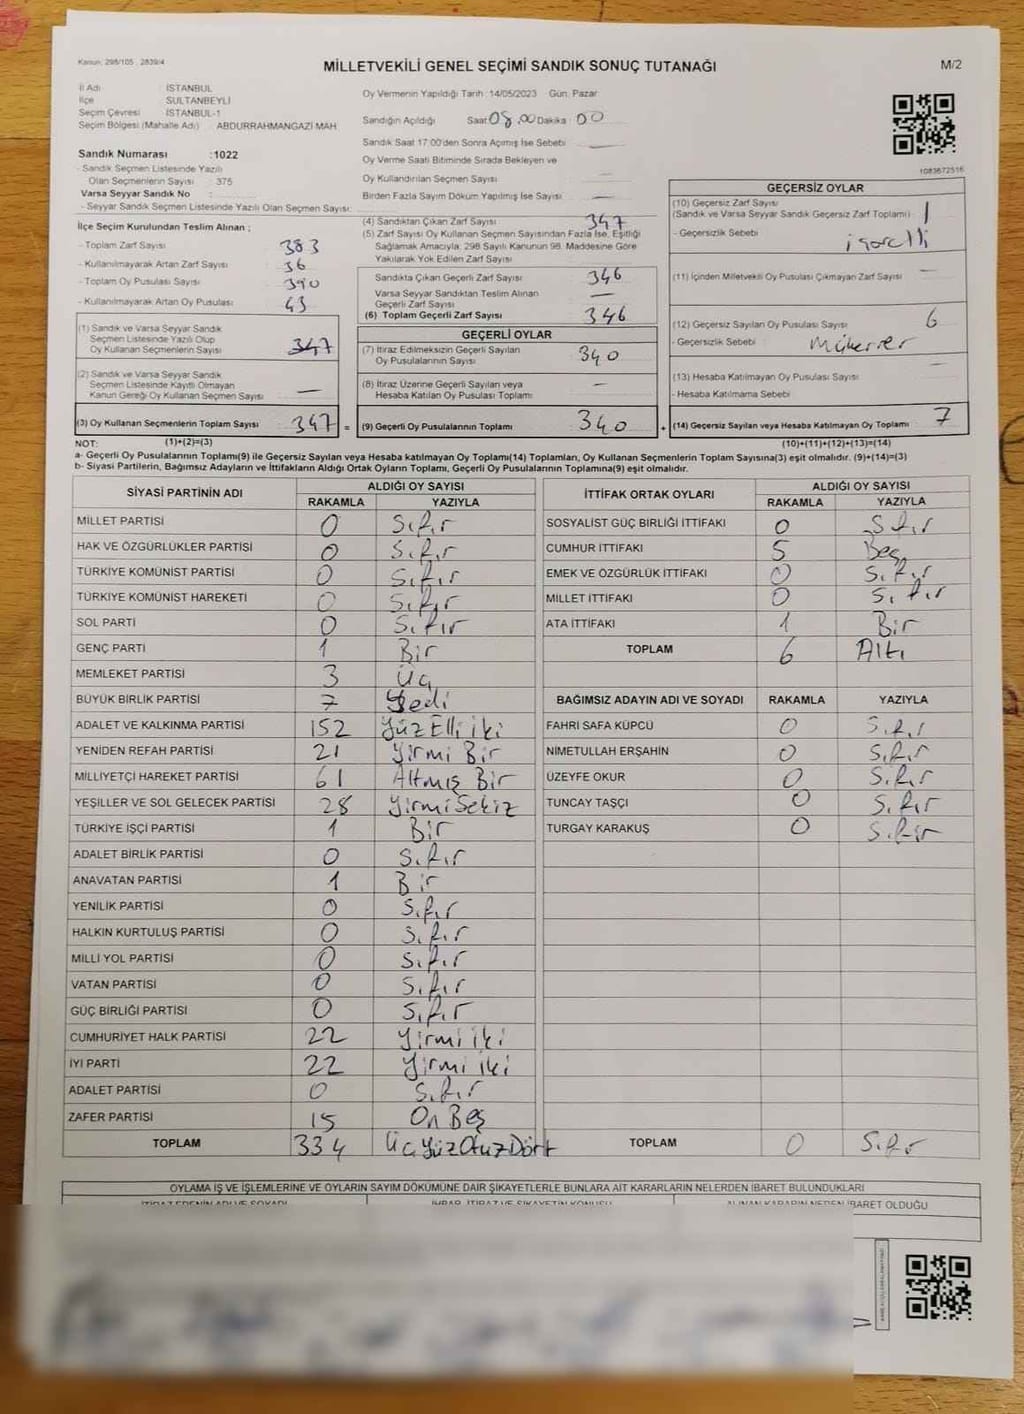 Kanun: 298/105 2839/4
MİLLETVEKİLİ GENEL SEÇİMİ SANDIK SONUÇ TUTANAĞI
M/2
İl Adı : İSTANBUL
İlçe : SULTANBEYLİ
Seçim Çevresi : İSTANBUL-1
Seçim Bölgesi (Mahalle Adı) : ABDURRAHMANGAZİ MAH
Sandık Numarası :1022
- Sandık Seçmen Listesinde Yazılı
Olan Seçmenlerin Sayısı : 375
Varsa Seyyar Sandık No :
- Seyyar Sandık Seçmen Listesinde Yazılı Olan Seçmen Sayısı:
Oy Vermenin Yapıldığı Tarih :14/05/2023 Gün: Pazar
Sandığın Açıldığı Saat: 08.00 Dakika : 00
Sandık Saat 17:00'den Sonra Açımış İse Sebebi —
Oy Verme Saati Bitiminde Sırada Bekleyen ve
Oy Kullandırılan Seçmen Sayısı —
Birden Fazla Sayım Döküm Yapılmış İse Sayısı —
1083672516
İlçe Seçim Kurulundan Teslim Alınan ;
- Toplam Zarf Sayısı : 383
- Kullanılmayarak Artan Zarf Sayısı : 36
- Toplam Oy Pusulası Sayısı : 390
- Kullanılmayarak Artan Oy Pusulası : 43
(1) Sandık ve Varsa Seyyar Sandık
Seçmen Listesinde Yazılı Olup
Oy Kullanan Seçmenlerin Sayısı 347
(2) Sandık ve Varsa Seyyar Sandık
Seçmen Listesinde Kayıtlı Olmayan
Kanun Gereği Oy Kullanan Seçmen Sayısı —
(3) Oy Kullanan Seçmenlerin Toplam Sayısı 347 =
(4) Sandıktan Çıkan Zarf Sayısı : 347
(5) Zarf Sayısı Oy Kullanan Seçmen Sayısından Fazla İse, Eşitliği
Sağlamak Amacıyla; 298 Sayılı Kanunun 98. Maddesine Göre
Yakılarak Yok Edilen Zarf Sayısı
Sandıkta Çıkan Geçerli Zarf Sayısı : 346
Varsa Seyyar Sandıktan Teslim Alınan
Geçerli Zarf Sayısı : —
(6) Toplam Geçerli Zarf Sayısı : 346
GEÇERLİ OYLAR
(7) İtiraz Edilmeksizin Geçerli Sayılan
Oy Pusulalarının Sayısı : 340
(8) İtiraz Üzerine Geçerli Sayılan veya
Hesaba Katılan Oy Pusulası Toplamı : —
(9) Geçerli Oy Pusulalarının Toplamı : 340 +
GEÇERSİZ OYLAR
(10) Geçersiz Zarf Sayısı :
(Sandık ve Varsa Seyyar Sandık Geçersiz Zarf Toplamı) 1
- Geçersizlik Sebebi : işaretli
(11) İçinden Milletvekili Oy Pusulası Çıkmayan Zarf Sayısı : —
(12) Geçersiz Sayılan Oy Pusulası Sayısı : 6
- Geçersizlik Sebebi : Mükerrer
(13) Hesaba Katılmayan Oy Pusulası Sayısı: —
- Hesaba Katılmama Sebebi :
(14) Geçersiz Sayılan veya Hesaba Katılmayan Oy Toplamı : 7
NOT: (1)+(2)=(3)
(10)+(11)+(12)+(13)=(14)
a- Geçerli Oy Pusulalarının Toplamı(9) ile Geçersiz Sayılan veya Hesaba katılmayan Oy Toplamı(14) Toplamları, Oy Kullanan Seçmenlerin Toplam Sayısına(3) eşit olmalıdır. (9)+(14)=(3)
b- Siyasi Partilerin, Bağımsız Adayların ve İttifakların Aldığı Ortak Oyların Toplamı, Geçerli Oy Pusulalarının Toplamına(9) eşit olmalıdır.
SİYASİ PARTİNİN ADI ALDIĞI OY SAYISI
RAKAMLA YAZIYLA
MİLLET PARTİSİ 0 Sıfır
HAK VE ÖZGÜRLÜKLER PARTİSİ 0 Sıfır
TÜRKİYE KOMÜNİST PARTİSİ 0 Sıfır
TÜRKİYE KOMÜNİST HAREKETİ 0 Sıfır
SOL PARTİ 0 Sıfır
GENÇ PARTİ 1 Bir
MEMLEKET PARTİSİ 3 Üç
BÜYÜK BİRLİK PARTİSİ 7 Yedi
ADALET VE KALKINMA PARTİSİ 152 Yüz Elli iki
YENİDEN REFAH PARTİSİ 21 Yirmi Bir
MİLLİYETÇİ HAREKET PARTİSİ 61 Altmış Bir
YEŞİLLER VE SOL GELECEK PARTİSİ 28 Yirmi Sekiz
TÜRKİYE İŞÇİ PARTİSİ 1 Bir
ADALET BİRLİK PARTİSİ 0 Sıfır
ANAVATAN PARTİSİ 1 Bir
YENİLİK PARTİSİ 0 Sıfır
HALKIN KURTULUŞ PARTİSİ 0 Sıfır
MİLLİ YOL PARTİSİ 0 Sıfır
VATAN PARTİSİ 0 Sıfır
GÜÇ BİRLİĞİ PARTİSİ 0 Sıfır
CUMHURİYET HALK PARTİSİ 22 Yirmi iki
İYİ PARTİ 22 Yirmi iki
ADALET PARTİSİ 0 Sıfır
ZAFER PARTİSİ 15 On Beş
TOPLAM 334 Üç Yüz Otuz Dört
İTTİFAK ORTAK OYLARI ALDIĞI OY SAYISI
RAKAMLA YAZIYLA
SOSYALİST GÜÇ BİRLİĞİ İTTİFAKI 0 Sıfır
CUMHUR İTTİFAKI 5 Beş
EMEK VE ÖZGÜRLÜK İTTİFAKI 0 Sıfır
MİLLET İTTİFAKI 0 Sıfır
ATA İTTİFAKI 1 Bir
TOPLAM 6 Altı
BAĞIMSIZ ADAYIN ADI VE SOYADI RAKAMLA YAZIYLA
FAHRİ SAFA KÜPCÜ 0 Sıfır
NİMETULLAH ERŞAHİN 0 Sıfır
ÜZEYFE OKUR 0 Sıfır
TUNCAY TAŞÇI 0 Sıfır
TURGAY KARAKUŞ 0 Sıfır
TOPLAM 0 Sıfır
OYLAMA İŞ VE İŞLEMLERİNE VE OYLARIN SAYIM DÖKÜMÜNE DAİR ŞİKAYETLERLE BUNLARA AİT KARARLARIN NELERDEN İBARET BULUNDUKLARI
İTİRAZ EDENİN ADI VE SOYADI İHBAR, İTİRAZ VE ŞİKAYETİN KONUSU ALINAN KARARIN NEDEN İBARET OLDUĞU